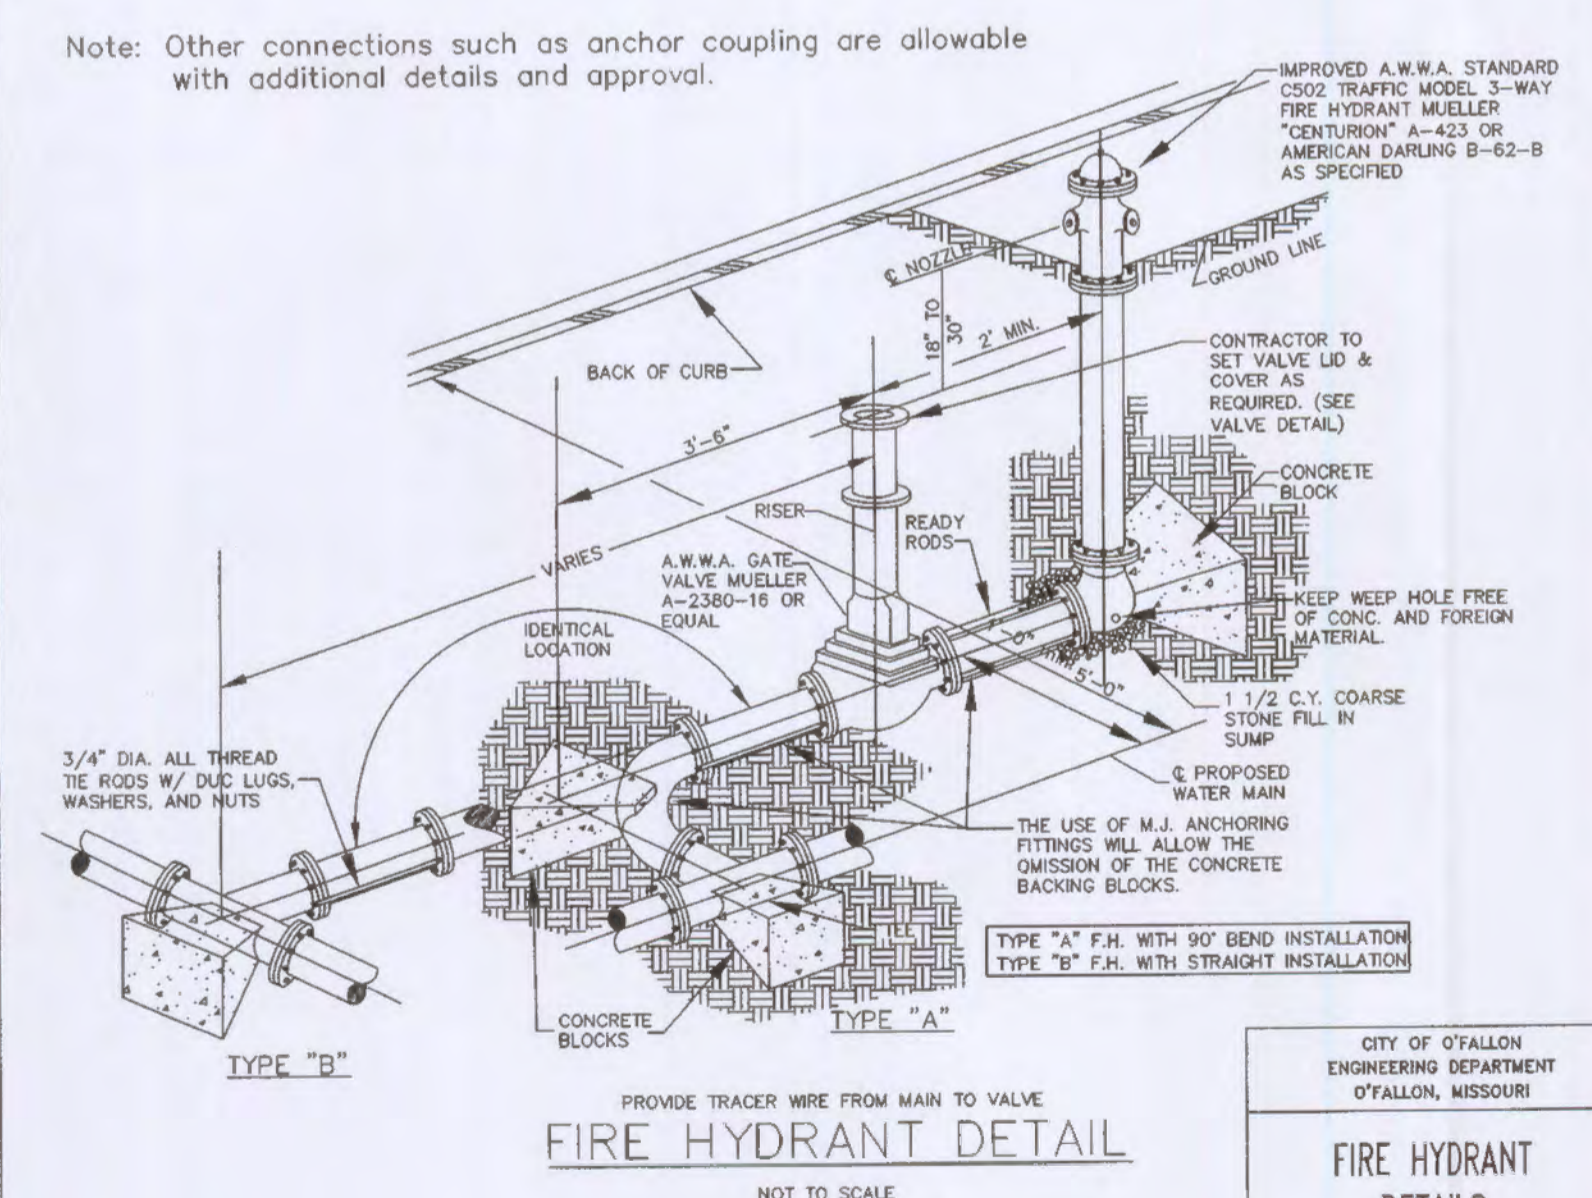 Note: Other connections such as anchor coupling are allowable
with additional details and approval.
IMPROVED A.W.W.A. STANDARD
C502 TRAFFIC MODEL 3-WAY
FIRE HYDRANT MUELLER
"CENTURION" A-423 OR
AMERICAN DARLING B-62-B
AS SPECIFIED
℄ NOZZLE
GROUND LINE
18" TO
30"
2' MIN.
BACK OF CURB
CONTRACTOR TO
SET VALVE LID &
COVER AS
REQUIRED. (SEE
VALVE DETAIL)
3'-6"
CONCRETE
BLOCK
RISER
READY
RODS
VARIES
A.W.W.A. GATE
VALVE MUELLER
A-2380-16 OR
EQUAL
KEEP WEEP HOLE FREE
OF CONC. AND FOREIGN
MATERIAL.
IDENTICAL
LOCATION
5'-0"
1 1/2 C.Y. COARSE
STONE FILL IN
SUMP
3/4" DIA. ALL THREAD
TIE RODS W/ DUC LUGS,
WASHERS, AND NUTS
℄ PROPOSED
WATER MAIN
THE USE OF M.J. ANCHORING
FITTINGS WILL ALLOW THE
OMISSION OF THE CONCRETE
BACKING BLOCKS.
TYPE "A" F.H. WITH 90° BEND INSTALLATION
TYPE "B" F.H. WITH STRAIGHT INSTALLATION
CONCRETE
BLOCKS
TYPE "A"
TYPE "B"
PROVIDE TRACER WIRE FROM MAIN TO VALVE
FIRE HYDRANT DETAIL
NOT TO SCALE
CITY OF O'FALLON
ENGINEERING DEPARTMENT
O'FALLON, MISSOURI
FIRE HYDRANT
DETAILS